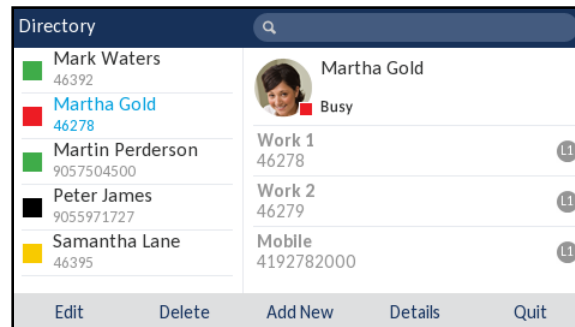 Directory
Mark Waters
46392
Martha Gold
46278
Martin Perderson
9057504500
Peter James
9055971727
Samantha Lane
46395
Martha Gold
Busy
Work 1
46278
L1
Work 2
46279
L1
Mobile
4192782000
L1
Edit Delete Add New Details Quit